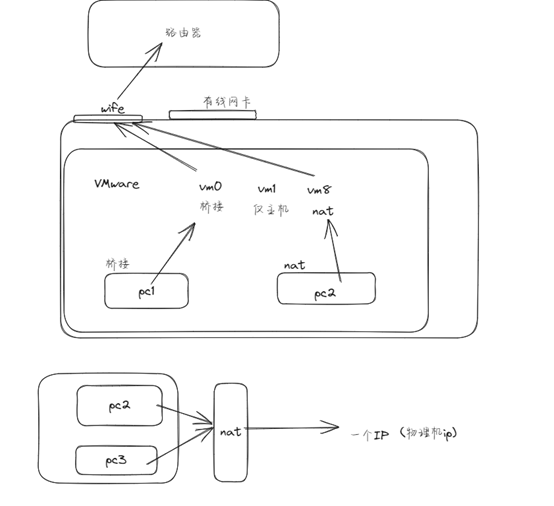 路由器
wife
有线网卡
VMware
vm0
vm1
vm8
桥接
仅主机
nat
桥接
nat
pc1
pc2
pc2
nat
一个IP（物理机ip）
pc3